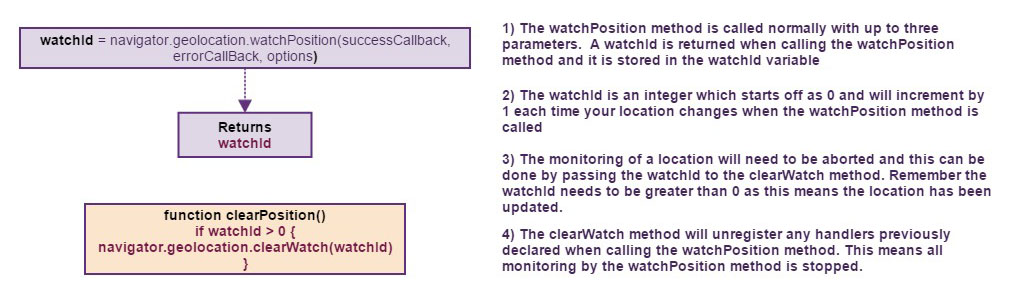 watchId = navigator.geolocation.watchPosition(successCallback,
errorCallBack, options)
Returns
watchId
function clearPosition()
if watchId > 0 {
navigator.geolocation.clearWatch(watchId)
}
1) The watchPosition method is called normally with up to three
parameters. A watchId is returned when calling the watchPosition
method and it is stored in the watchId variable
2) The watchId is an integer which starts off as 0 and will increment by
1 each time your location changes when the watchPosition method is
called
3) The monitoring of a location will need to be aborted and this can be
done by passing the watchId to the clearWatch method. Remember the
watchId needs to be greater than 0 as this means the location has been
updated.
4) The clearWatch method will unregister any handlers previously
declared when calling the watchPosition method. This means all
monitoring by the watchPosition method is stopped.